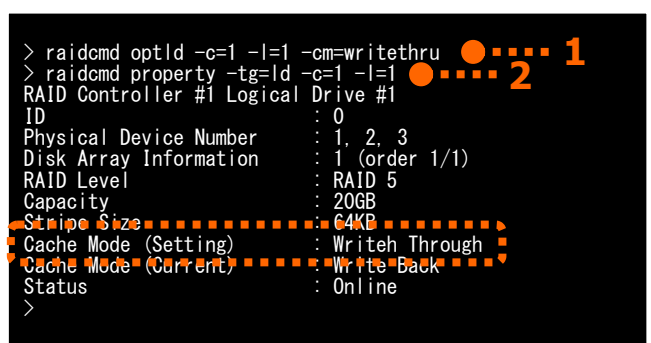 > raidcmd optld -c=1 -l=1 -cm=writethru 1
> raidcmd property -tg=ld -c=1 -l=1 2
RAID Controller #1 Logical Drive #1
ID : 0
Physical Device Number : 1, 2, 3
Disk Array Information : 1 (order 1/1)
RAID Level : RAID 5
Capacity : 20GB
Stripe Size : 64KB
Cache Mode (Setting) : Writeh Through
Cache Mode (Current) : Write Back
Status : Online
>